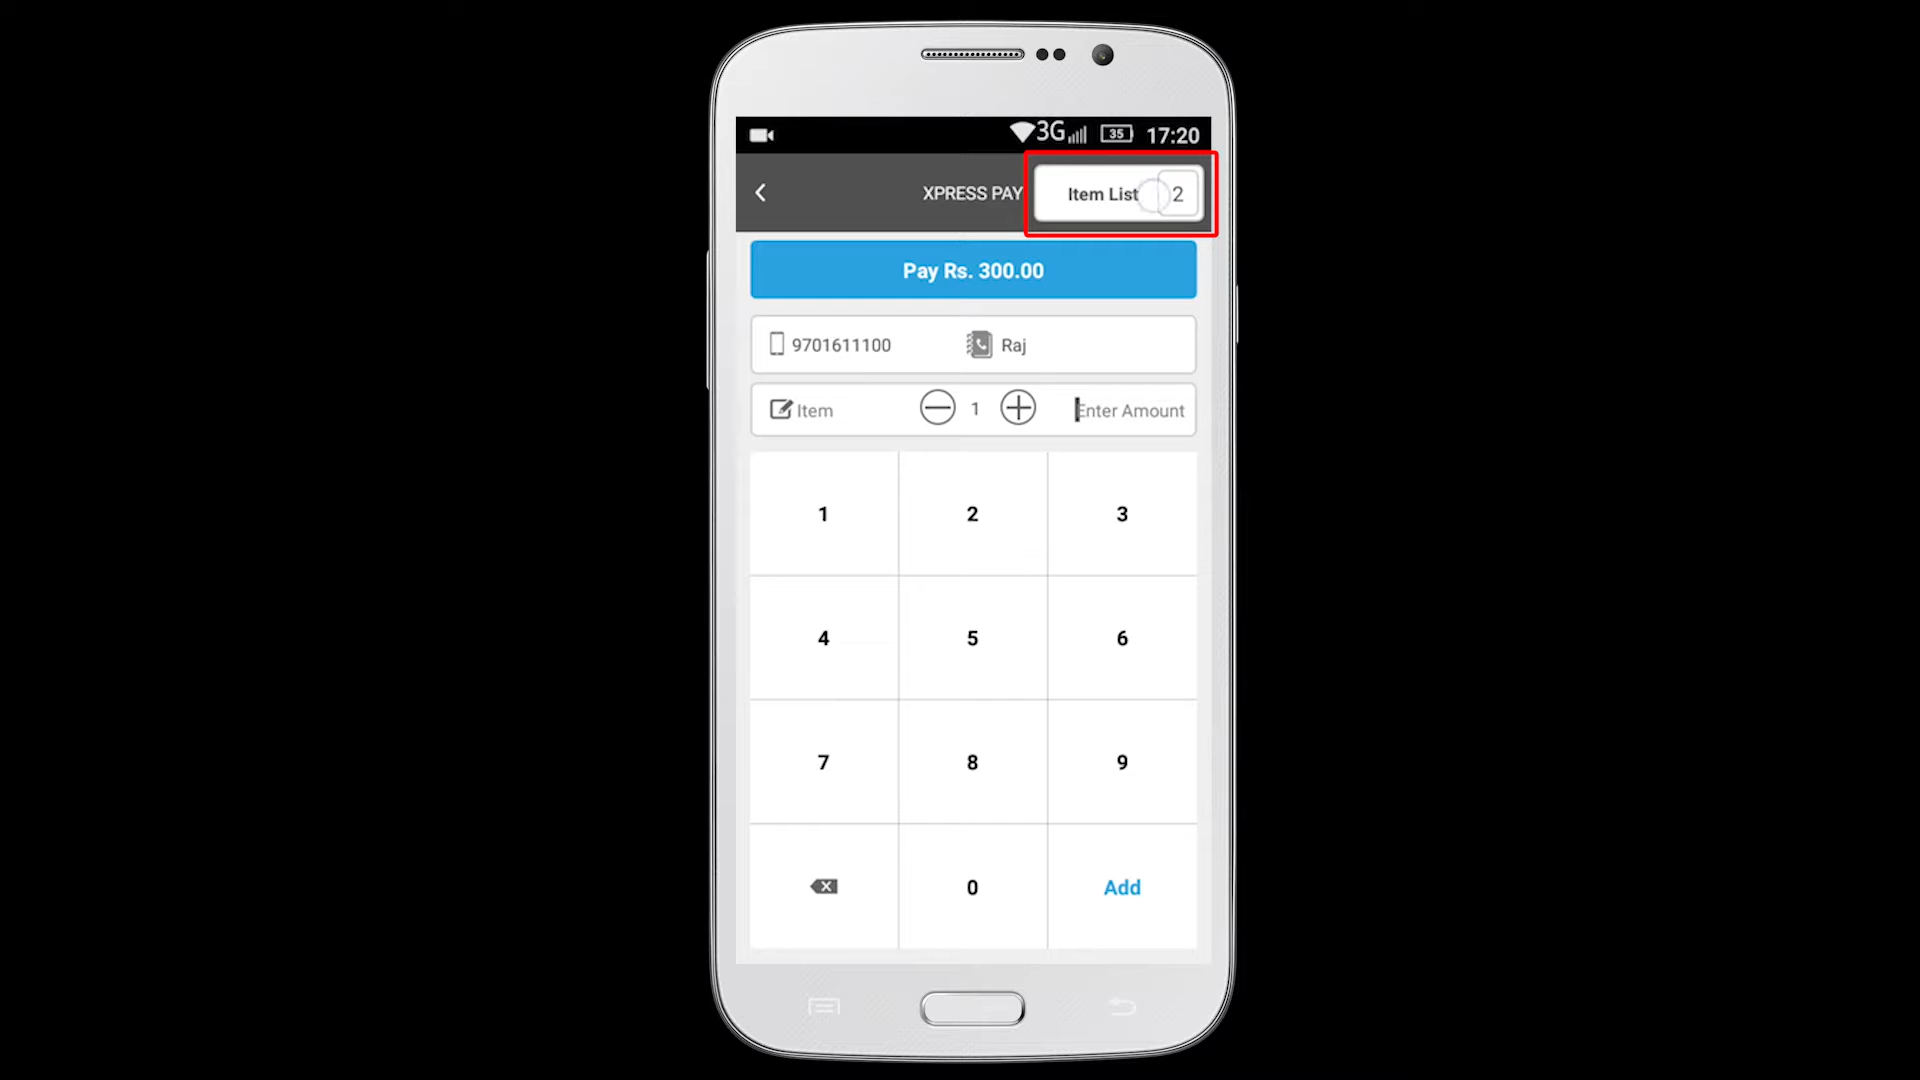 3G 35 17:20
XPRESS PAY Item List 2
Pay Rs. 300.00
9701611100 Raj
Item 1 Enter Amount
1 2 3
4 5 6
7 8 9
0 Add